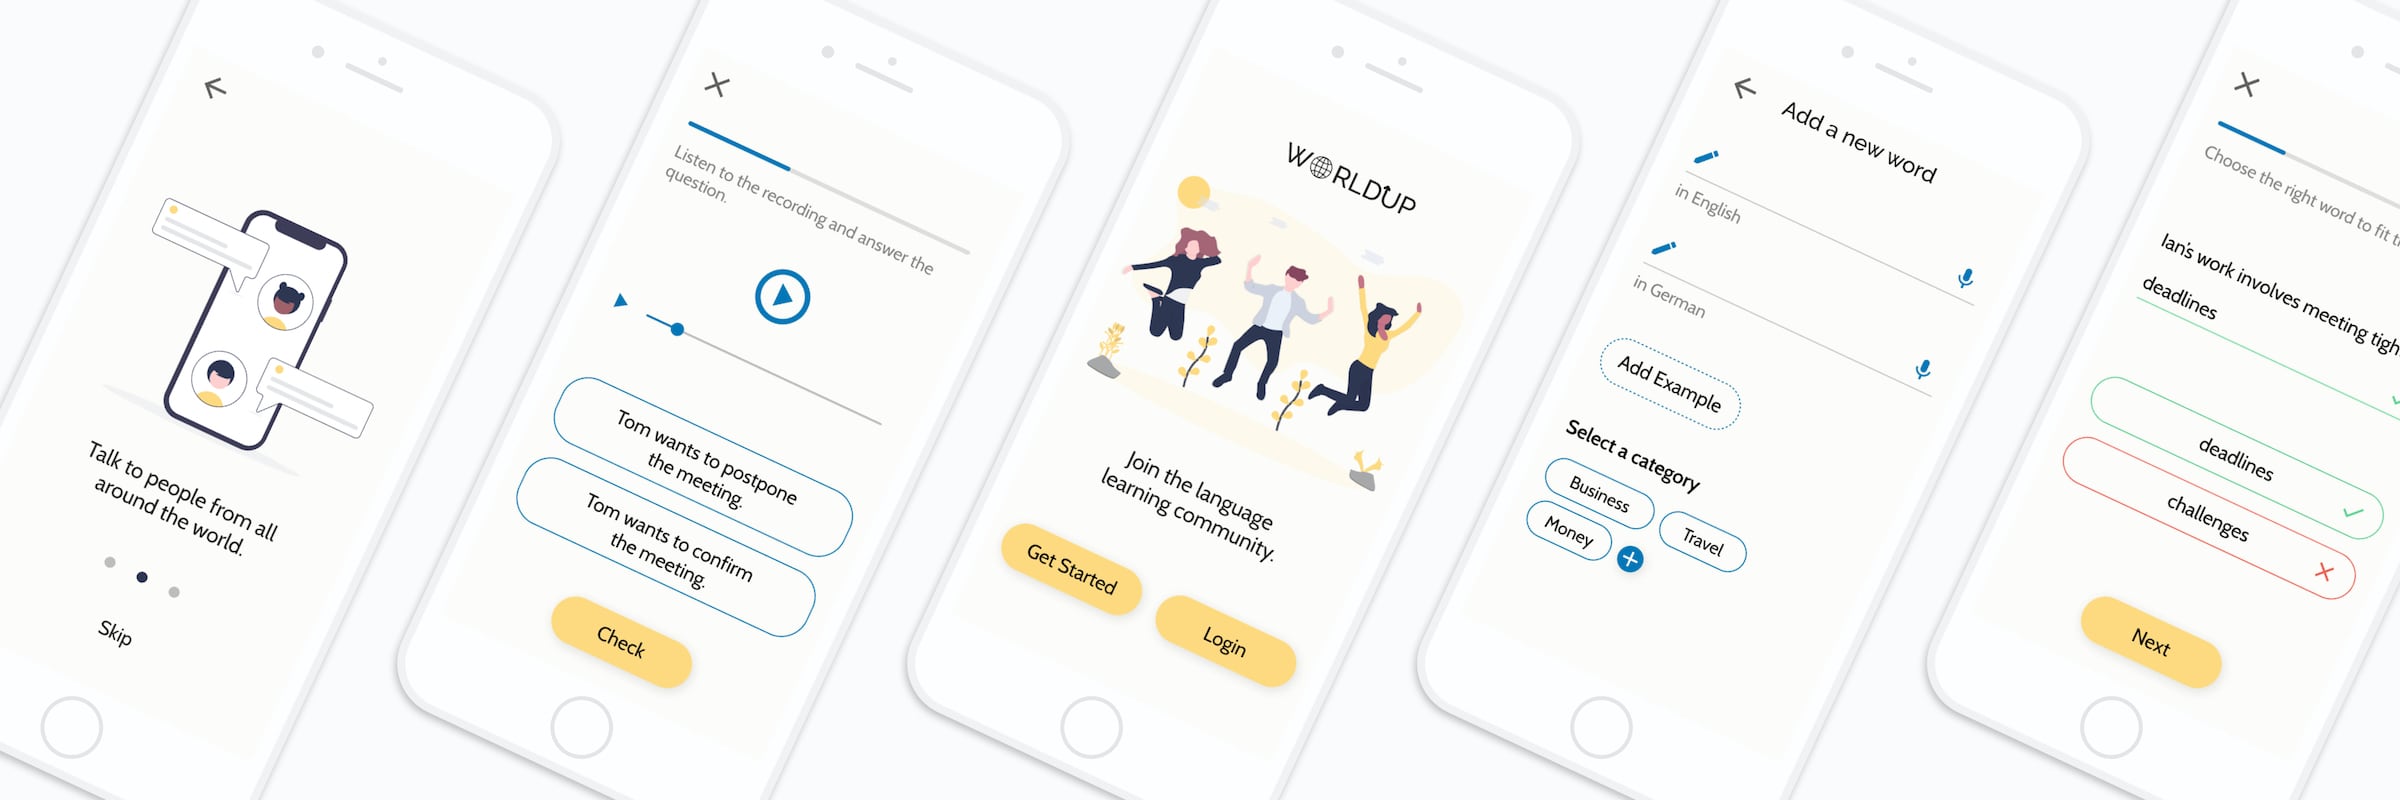 Talk to people from all
around the world.
Skip
Listen to the recording and answer the
question.
Tom wants to postpone
the meeting.
Tom wants to confirm
the meeting.
Check
WORLDUP
Join the language
learning community.
Get Started
Login
Add a new word
in English
in German
Add Example
Select a category
Business
Travel
Money
Choose the right word to fit
Ian's work involves meeting
deadlines
deadlines
challenges
Next